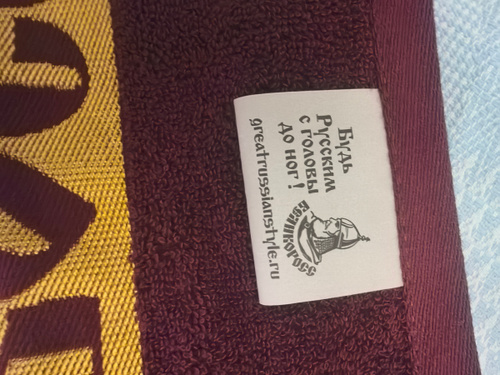 Будь
Русским
с головы
до ног!
Великоросс
greatrussianstyle.ru